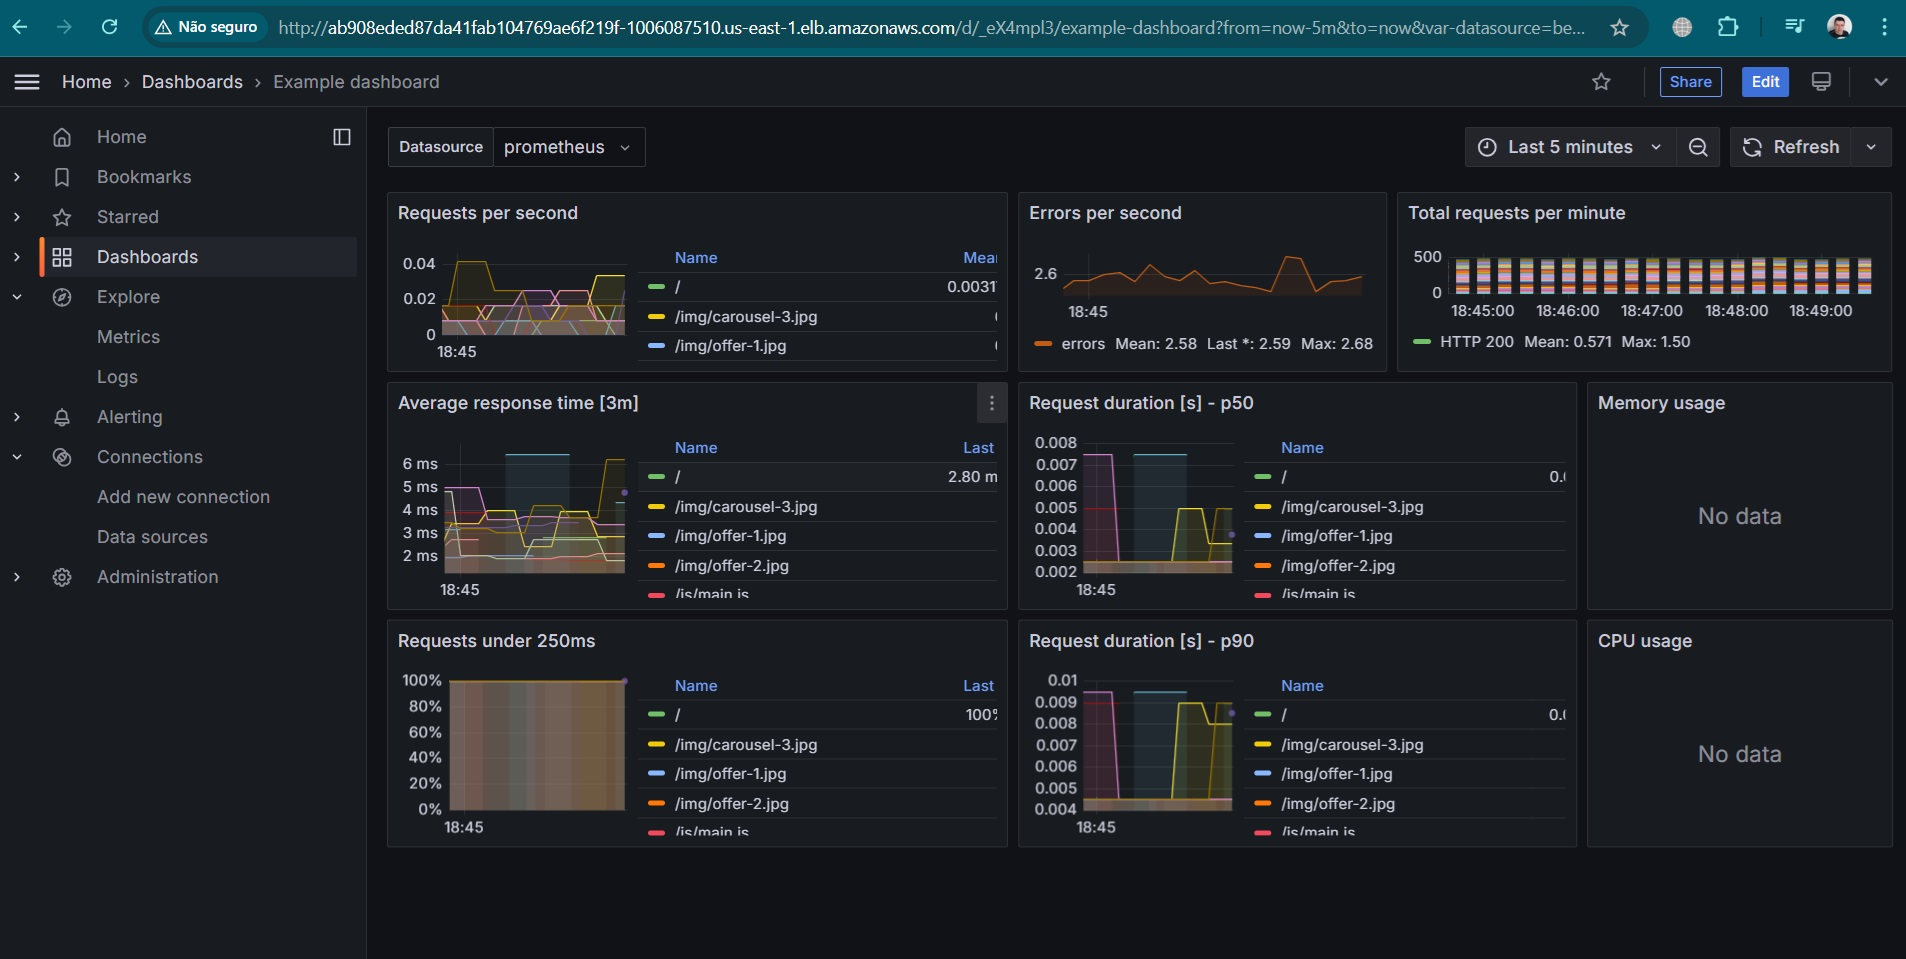 Não seguro http://ab908eded87da41fab104769ae6f219f-1006087510.us-east-1.elb.amazonaws.com/d/_eX4mpl3/example-dashboard?from=now-5m&to=now&var-datasource=be...
Home › Dashboards › Example dashboard
Share Edit
Home
Bookmarks
Starred
Dashboards
Explore
Metrics
Logs
Alerting
Connections
Add new connection
Data sources
Administration
Datasource prometheus
Last 5 minutes Refresh
Requests per second
0.04
0.02
0
18:45
Name Mean
/ 0.0031
/img/carousel-3.jpg
/img/offer-1.jpg
Errors per second
2.6
18:45
errors Mean: 2.58 Last *: 2.59 Max: 2.68
Total requests per minute
500
0
18:45:00 18:46:00 18:47:00 18:48:00 18:49:00
HTTP 200 Mean: 0.571 Max: 1.50
Average response time [3m]
6 ms
5 ms
4 ms
3 ms
2 ms
18:45
Name Last
/ 2.80 m
/img/carousel-3.jpg
/img/offer-1.jpg
/img/offer-2.jpg
/js/main.js
Request duration [s] - p50
0.008
0.007
0.006
0.005
0.004
0.003
0.002
18:45
Name
/ 0.0
/img/carousel-3.jpg
/img/offer-1.jpg
/img/offer-2.jpg
/js/main.js
Memory usage
No data
Requests under 250ms
100%
80%
60%
40%
20%
0%
18:45
Name Last
/ 100%
/img/carousel-3.jpg
/img/offer-1.jpg
/img/offer-2.jpg
/js/main.js
Request duration [s] - p90
0.01
0.009
0.008
0.007
0.006
0.005
0.004
18:45
Name
/ 0.0
/img/carousel-3.jpg
/img/offer-1.jpg
/img/offer-2.jpg
/js/main.js
CPU usage
No data